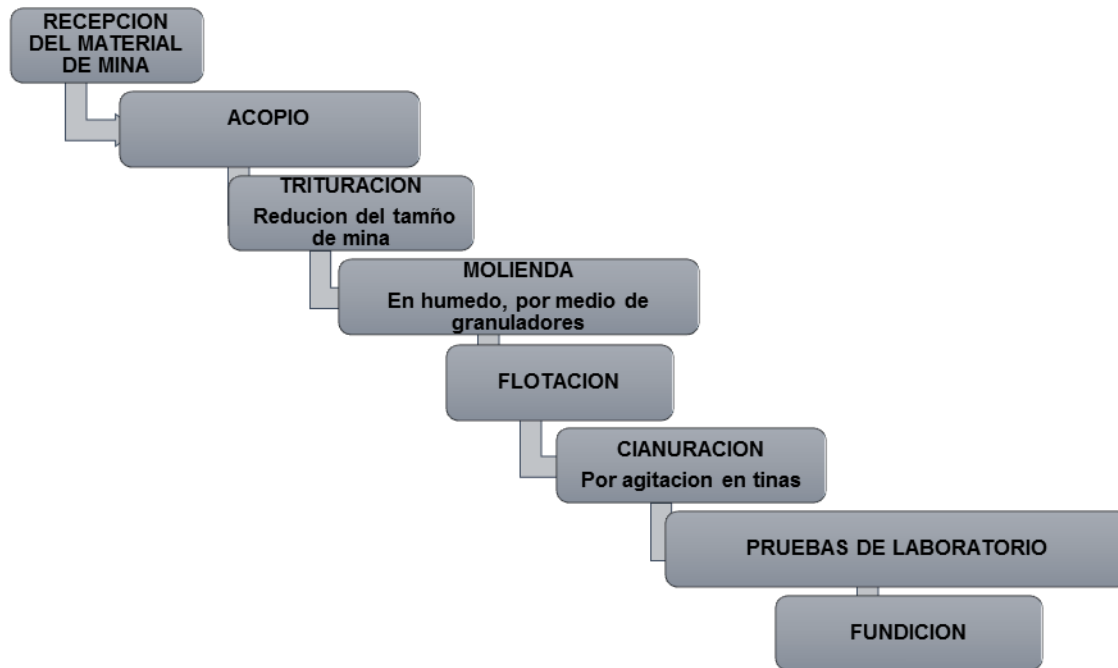 RECEPCION
DEL MATERIAL
DE MINA
ACOPIO
TRITURACION
Reducion del tamño
de mina
MOLIENDA
En humedo, por medio de
granuladores
FLOTACION
CIANURACION
Por agitacion en tinas
PRUEBAS DE LABORATORIO
FUNDICION